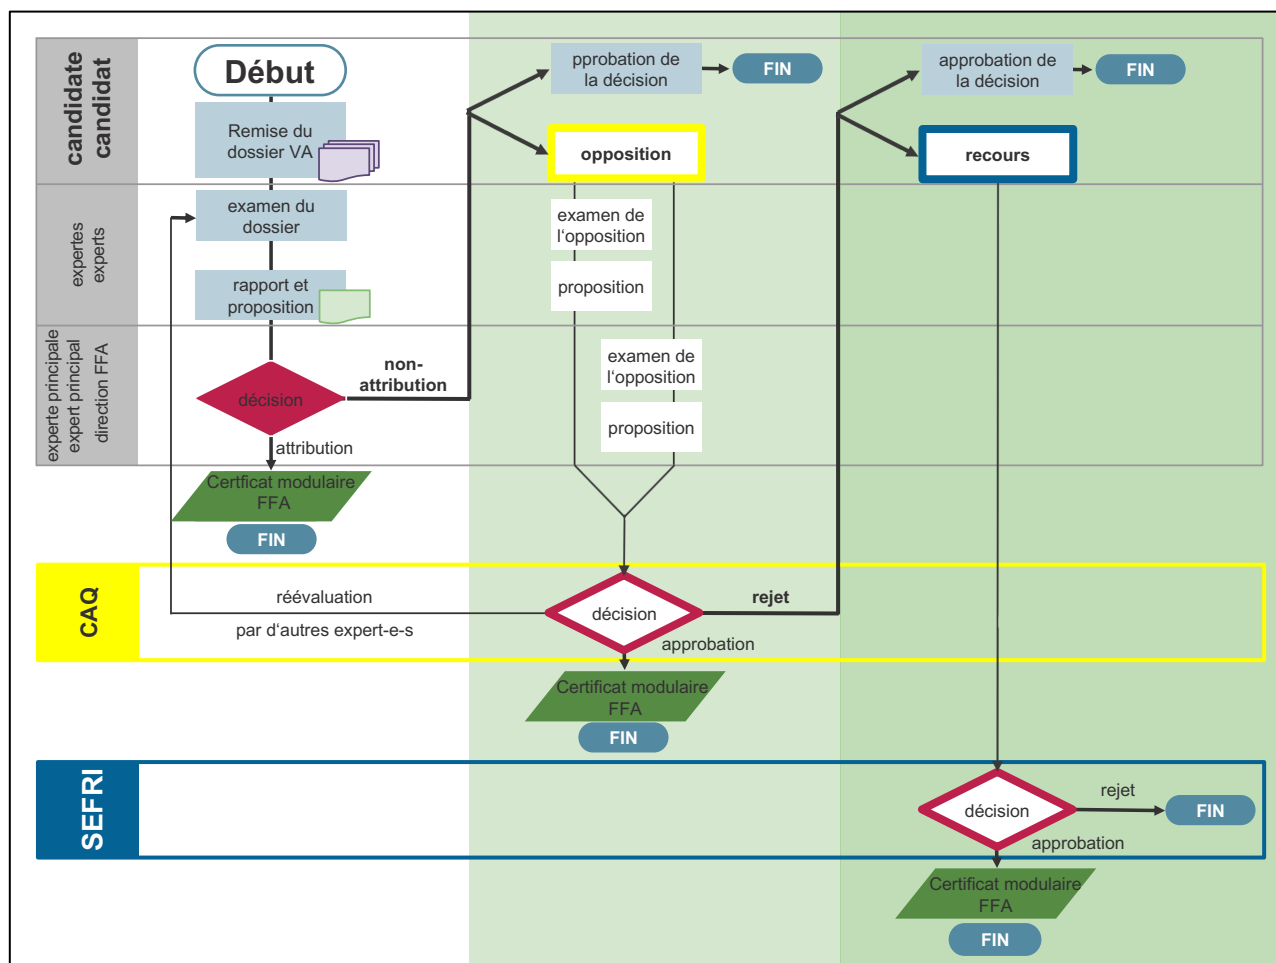 candidate
candidat
Début
Remise du
dossier VA
pprobation de
la décision
FIN
opposition
approbation de
la décision
FIN
recours
expertes
experts
examen du
dossier
rapport et
proposition
examen de
l'opposition
proposition
experte principale
expert principal
direction FFA
décision
non-
attribution
attribution
examen de
l'opposition
proposition
Certficat modulaire
FFA
FIN
CAQ
réévaluation
par d'autres expert-e-s
décision
rejet
approbation
Certificat modulaire
FFA
FIN
SEFRI
décision
rejet
FIN
approbation
Certificat modulaire
FFA
FIN